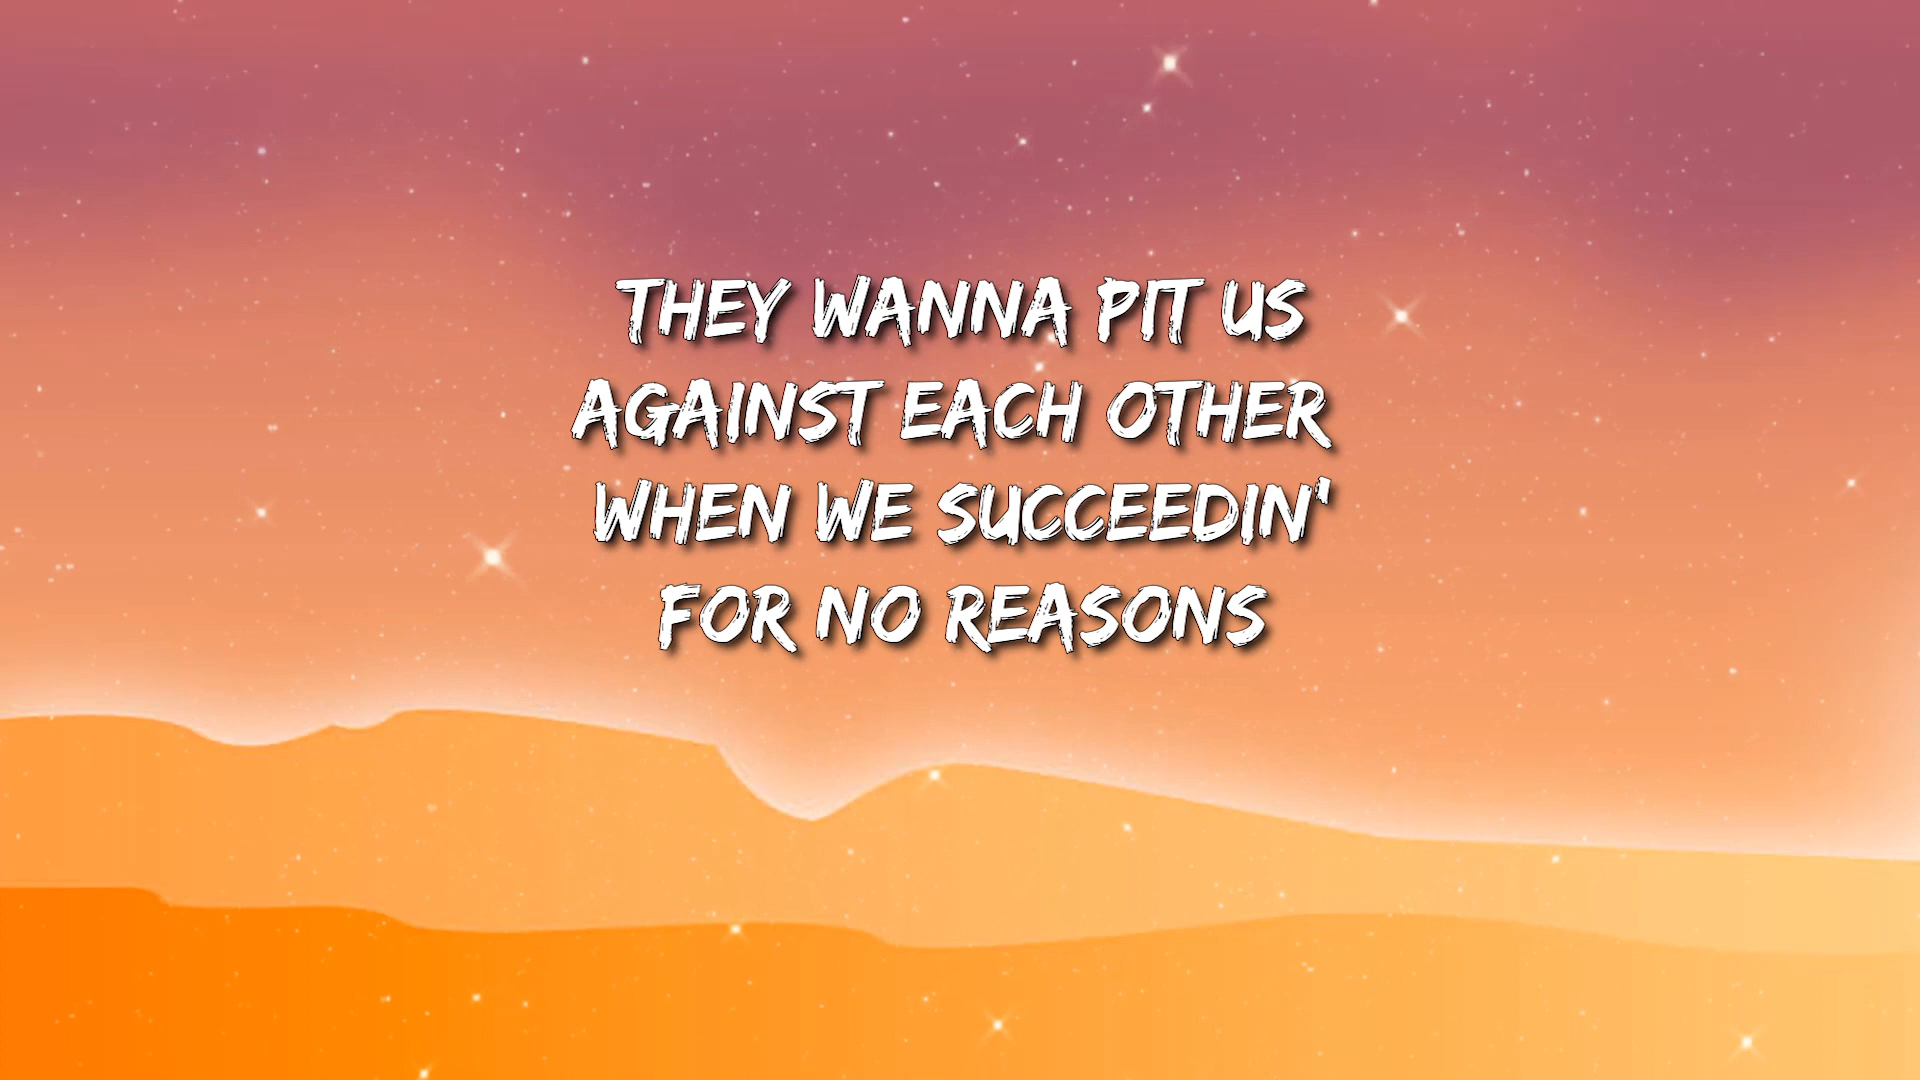 THEY WANNA PIT US
AGAINST EACH OTHER
WHEN WE SUCCEEDIN'
FOR NO REASONS